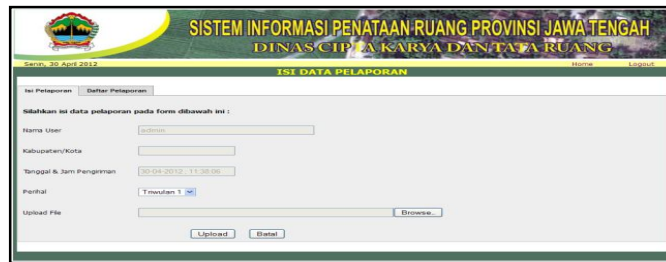 SISTEM INFORMASI PENATAAN RUANG PROVINSI JAWA TENGAH
DINAS CIPTA KARYA DAN TATA RUANG
Senin, 30 April 2012 Home Logout
ISI DATA PELAPORAN
Isi Pelaporan Daftar Pelaporan
Silahkan isi data pelaporan pada form dibawah ini :
Nama User admin
Kabupaten/Kota
Tanggal & Jam Pengiriman 30-04-2012 , 11:38:06
Perihal Triwulan 1
Upload File Browse..
Upload Batal